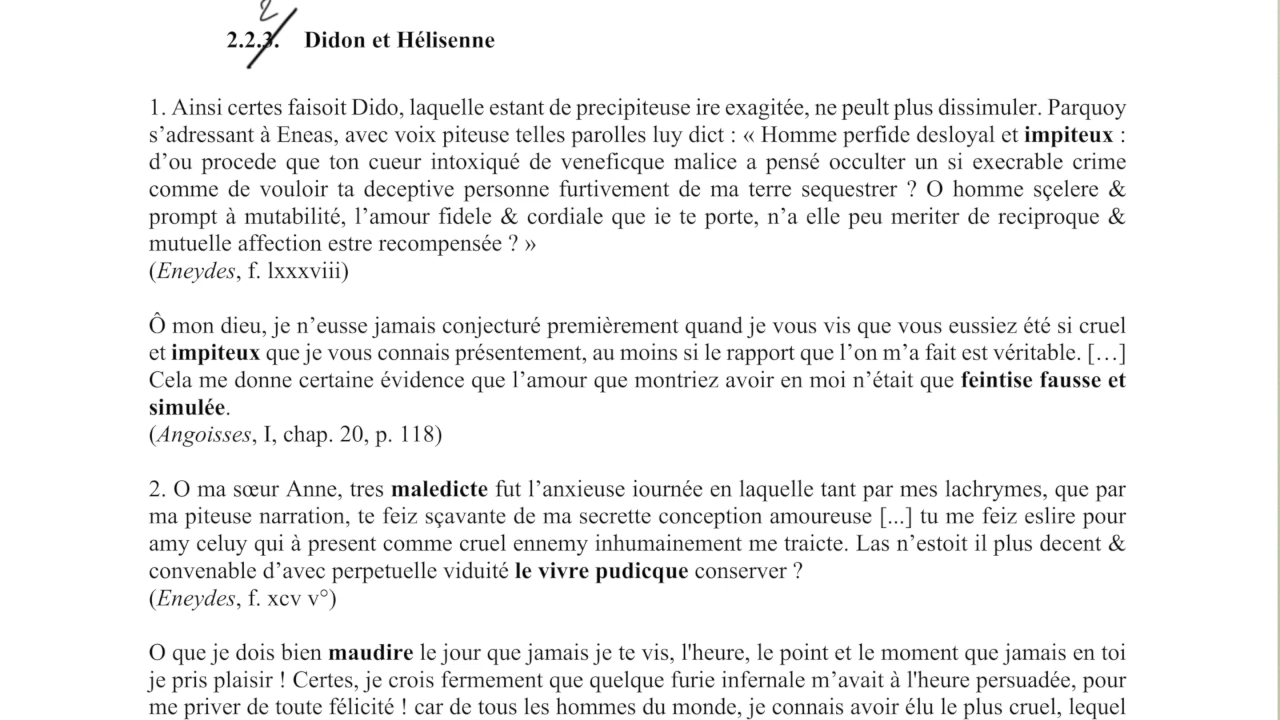 2
2.2.3. Didon et Hélisenne
1. Ainsi certes faisoit Dido, laquelle estant de precipiteuse ire exagitée, ne peult plus dissimuler. Parquoy
s’adressant à Eneas, avec voix piteuse telles parolles luy dict : « Homme perfide desloyal et impiteux :
d’ou procede que ton cueur intoxiqué de veneficque malice a pensé occulter un si execrable crime
comme de vouloir ta deceptive personne furtivement de ma terre sequestrer ? O homme sçelere &
prompt à mutabilité, l’amour fidele & cordiale que ie te porte, n’a elle peu meriter de reciproque &
mutuelle affection estre recompensée ? »
(Eneydes, f. lxxxviii)
Ô mon dieu, je n’eusse jamais conjecturé premièrement quand je vous vis que vous eussiez été si cruel
et impiteux que je vous connais présentement, au moins si le rapport que l’on m’a fait est véritable. […]
Cela me donne certaine évidence que l’amour que montriez avoir en moi n’était que feintise fausse et
simulée.
(Angoisses, I, chap. 20, p. 118)
2. O ma sœur Anne, tres maledicte fut l’anxieuse iournée en laquelle tant par mes lachrymes, que par
ma piteuse narration, te feiz sçavante de ma secrette conception amoureuse [...] tu me feiz eslire pour
amy celuy qui à present comme cruel ennemy inhumainement me traicte. Las n’estoit il plus decent &
convenable d’avec perpetuelle viduité le vivre pudicque conserver ?
(Eneydes, f. xcv v°)
O que je dois bien maudire le jour que jamais je te vis, l'heure, le point et le moment que jamais en toi
je pris plaisir ! Certes, je crois fermement que quelque furie infernale m’avait à l'heure persuadée, pour
me priver de toute félicité ! car de tous les hommes du monde, je connais avoir élu le plus cruel, lequel